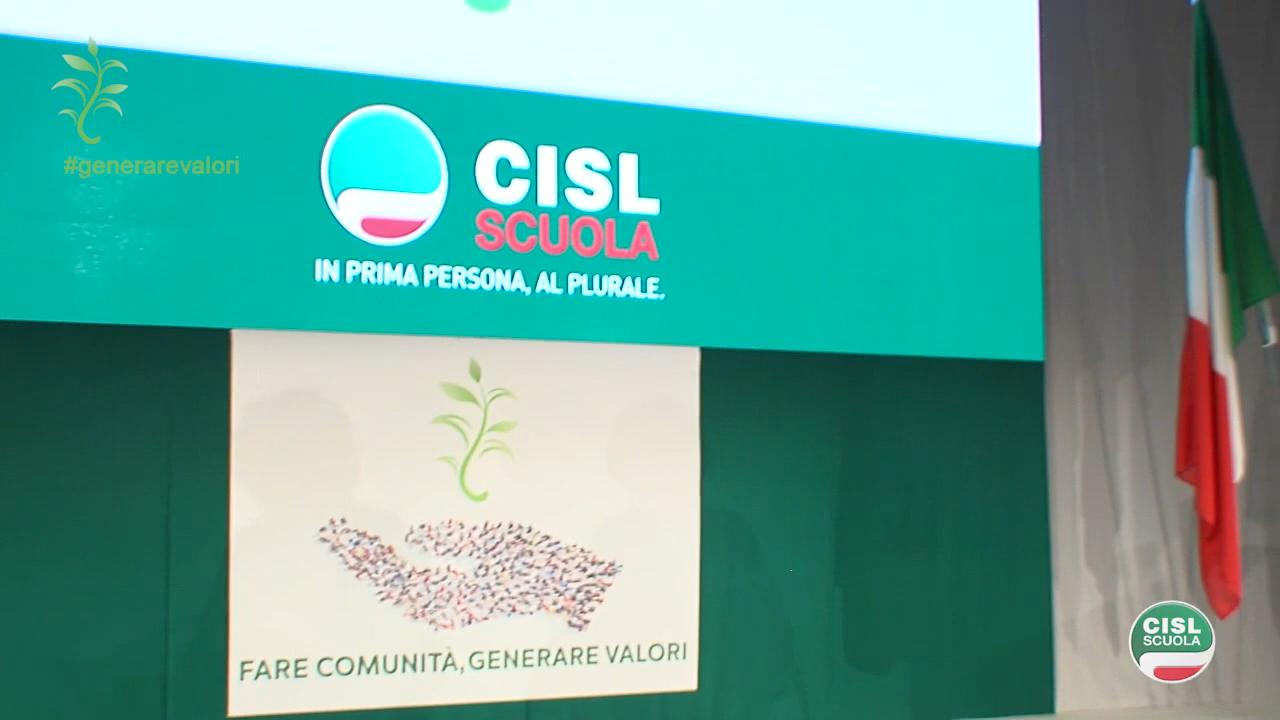 #generarevalori
CISL
SCUOLA
IN PRIMA PERSONA, AL PLURALE.
FARE COMUNITÀ, GENERARE VALORI
CISL
SCUOLA